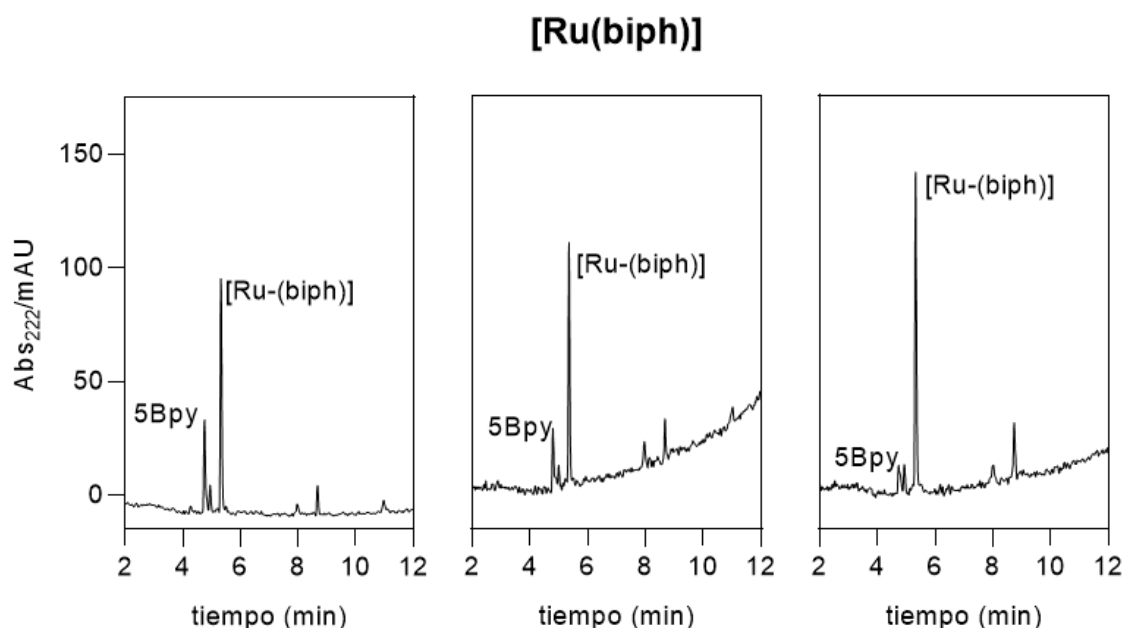 [Ru(biph)]
Abs222/mAU
150
100
50
0
5Bpy
[Ru-(biph)]
2 4 6 8 10 12
tiempo (min)
5Bpy
[Ru-(biph)]
2 4 6 8 10 12
tiempo (min)
5Bpy
[Ru-(biph)]
2 4 6 8 10 12
tiempo (min)